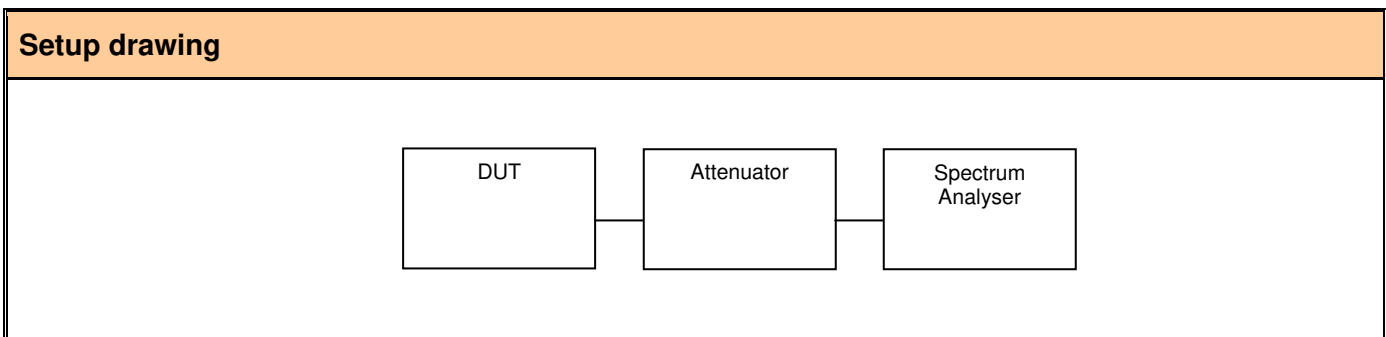 Setup drawing
DUT
Attenuator
Spectrum
Analyser